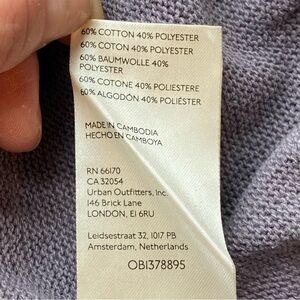 60% COTTON 40% POLYESTER
60% COTON 40% POLYESTER
60% BAUMWOLLE 40%
POLYESTER
60% COTONE 40% POLIESTERE
60% ALGODÓN 40% POLIÉSTER
MADE IN CAMBODIA
HECHO EN CAMBOYA
RN 66170
CA 32054
Urban Outfitters, Inc.
146 Brick Lane
LONDON, E1 6RU
Leidsestraat 32, 1017 PB
Amsterdam, Netherlands
OB1378895